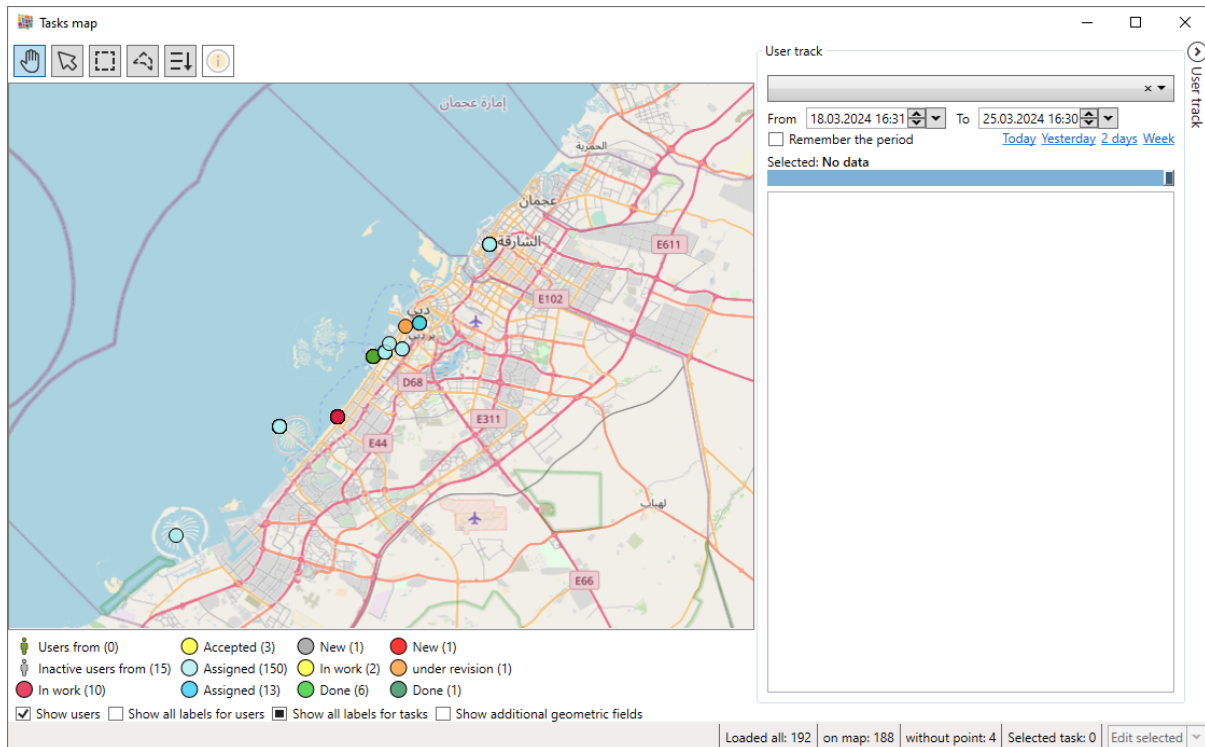 Tasks map
User track
User track
إمارة عجمان
الحمرية
عجمان
الشارقة
E611
E102
دبي
بر دبي
D68
E311
E44
لهباب
E66
From 18.03.2024 16:31 To 25.03.2024 16:30
Remember the period Today Yesterday 2 days Week
Selected: No data
Users from (0) Accepted (3) New (1) New (1)
Inactive users from (15) Assigned (150) In work (2) under revision (1)
In work (10) Assigned (13) Done (6) Done (1)
Show users Show all labels for users Show all labels for tasks Show additional geometric fields
Loaded all: 192 on map: 188 without point: 4 Selected task: 0 Edit selected